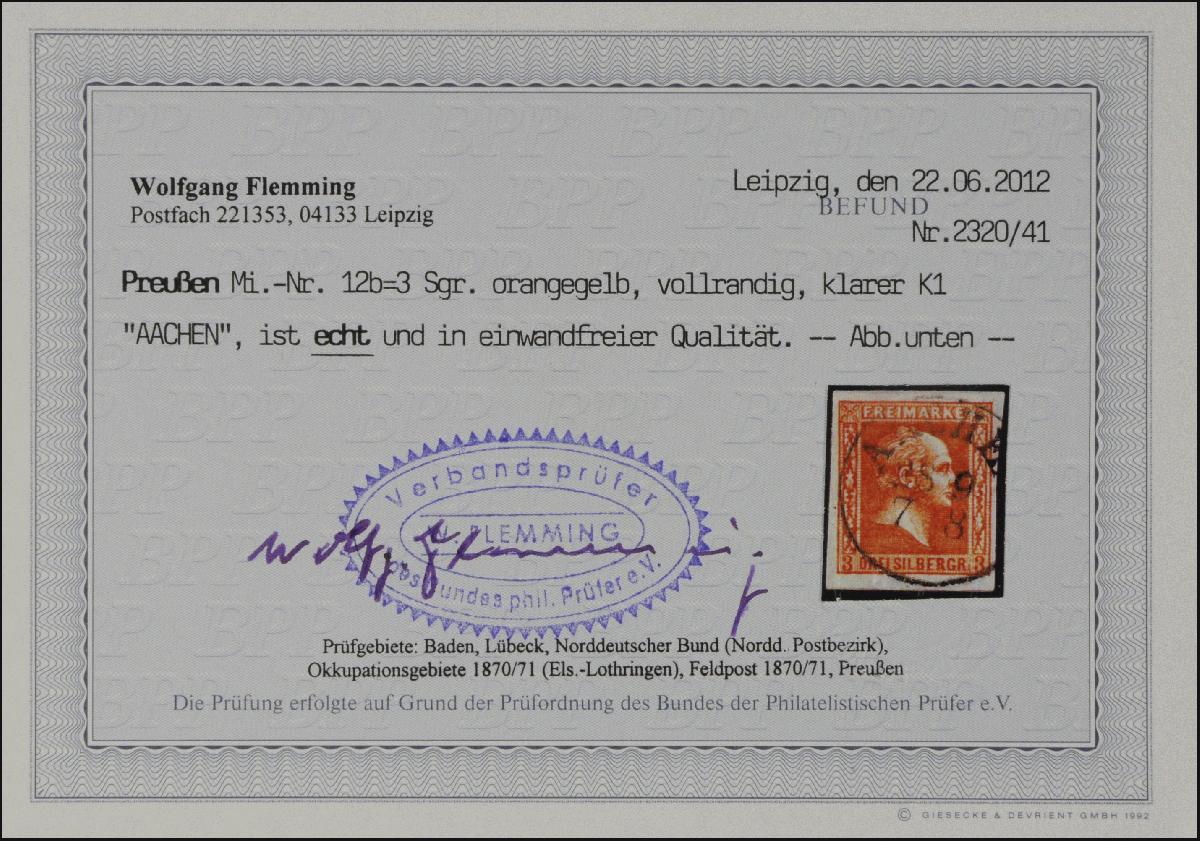 Wolfgang Flemming
Postfach 221353, 04133 Leipzig
Leipzig, den 22.06.2012
BEFUND
Nr.2320/41
Preußen Mi.-Nr. 12b=3 Sgr. orangegelb, vollrandig, klarer K1
"AACHEN", ist echt und in einwandfreier Qualität. -- Abb.unten --
FREIMARKE
3 DREI SILBERGR. 3
Verbandsprüfer
W. FLEMMING
des Bundes phil. Prüfer e.V.
Prüfgebiete: Baden, Lübeck, Norddeutscher Bund (Nordd. Postbezirk),
Okkupationsgebiete 1870/71 (Els.-Lothringen), Feldpost 1870/71, Preußen
Die Prüfung erfolgte auf Grund der Prüfordnung des Bundes der Philatelistischen Prüfer e.V.
© GIESECKE & DEVRIENT GMBH 1992